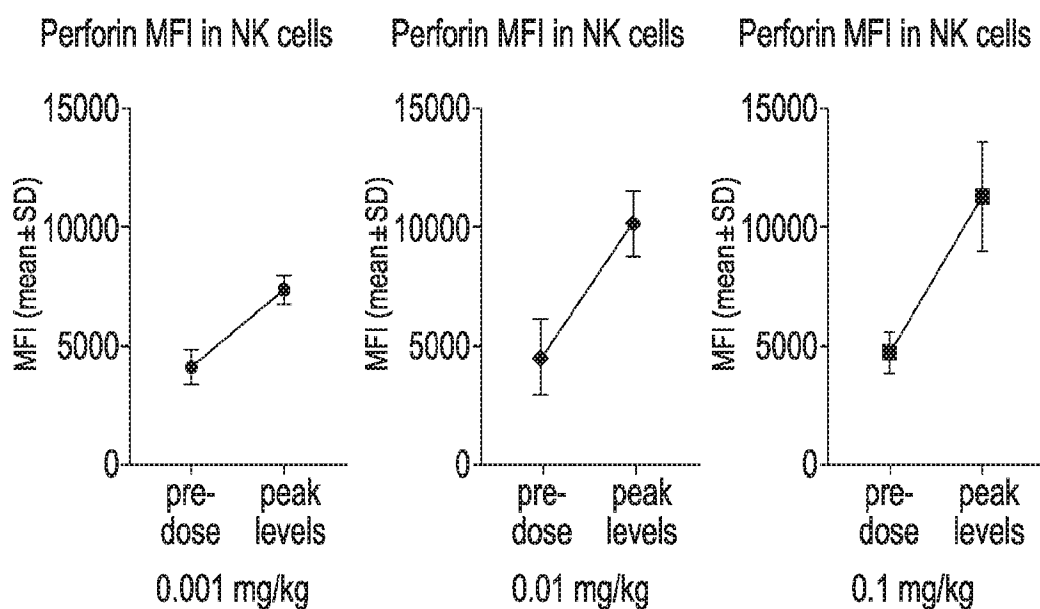 Perforin MFI in NK cells
MFI (mean±SD)
15000
10000
5000
0
pre-
dose
peak
levels
0.001 mg/kg
Perforin MFI in NK cells
MFI (mean±SD)
15000
10000
5000
0
pre-
dose
peak
levels
0.01 mg/kg
Perforin MFI in NK cells
MFI (mean±SD)
15000
10000
5000
0
pre-
dose
peak
levels
0.1 mg/kg